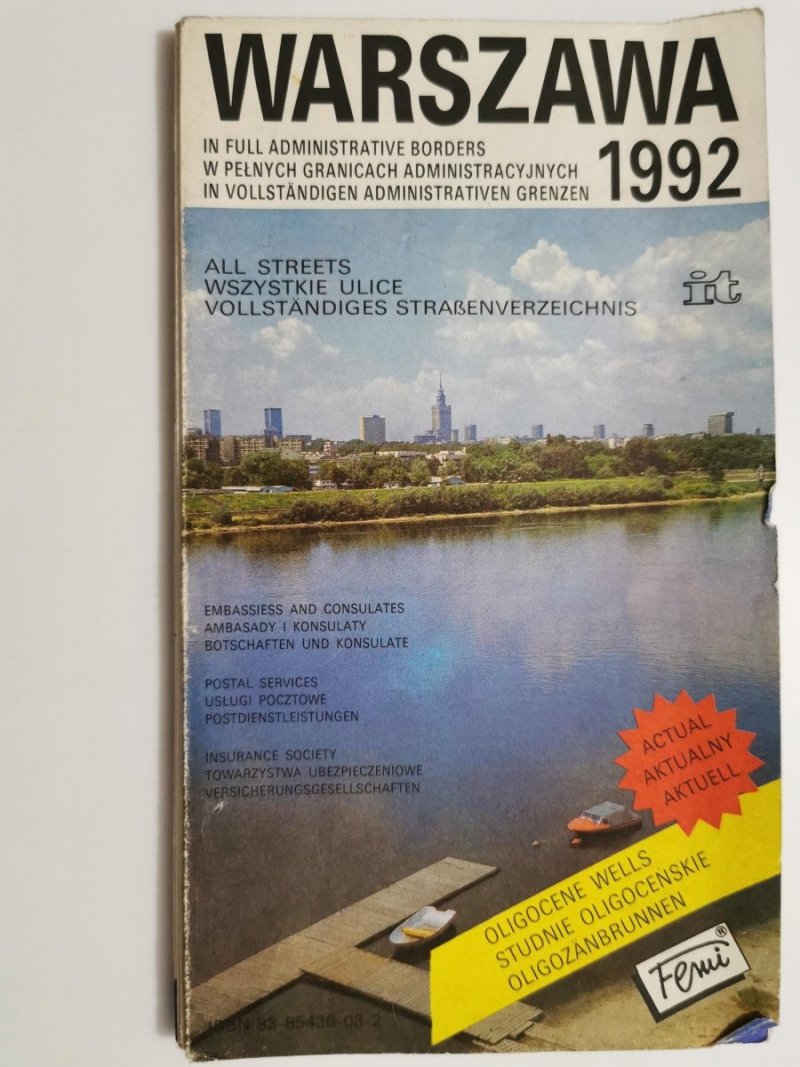 WARSZAWA
IN FULL ADMINISTRATIVE BORDERS
W PEŁNYCH GRANICACH ADMINISTRACYJNYCH
IN VOLLSTÄNDIGEN ADMINISTRATIVEN GRENZEN
1992
ALL STREETS
WSZYSTKIE ULICE
VOLLSTÄNDIGES STRAßENVERZEICHNIS
it
EMBASSIESS AND CONSULATES
AMBASADY I KONSULATY
BOTSCHAFTEN UND KONSULATE
POSTAL SERVICES
USŁUGI POCZTOWE
POSTDIENSTLEISTUNGEN
INSURANCE SOCIETY
TOWARZYSTWA UBEZPIECZENIOWE
VERSICHERUNGSGESELLSCHAFTEN
ACTUAL
AKTUALNY
AKTUELL
OLIGOCENE WELLS
STUDNIE OLIGOCEŃSKIE
OLIGOZÄNBRUNNEN
Femi ®
ISBN 83-85436-03-2